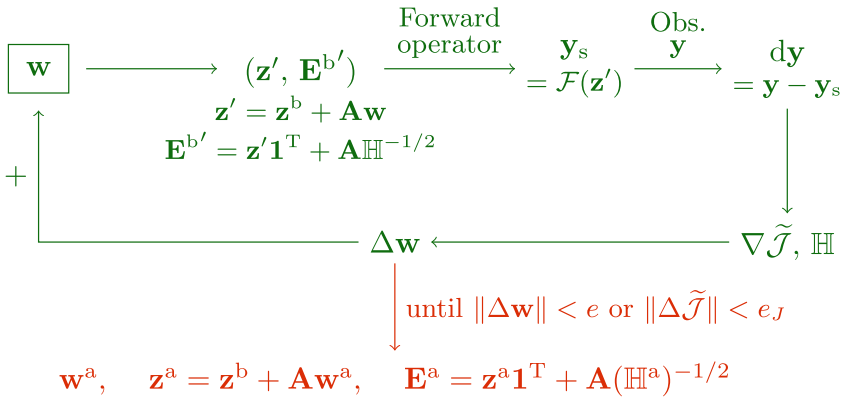 Forward operator
Obs. y
w
(z′, E^b′)
z′ = z^b + Aw
E^b′ = z′1^T + Aℍ^{−1/2}
y_s
= ℱ(z′)
dy
= y − y_s
+
Δw
∇𝒥̃, ℍ
until ∥Δw∥ < e or ∥Δ𝒥̃∥ < e_J
w^a, z^a = z^b + Aw^a, E^a = z^a1^T + A(ℍ^a)^{−1/2}